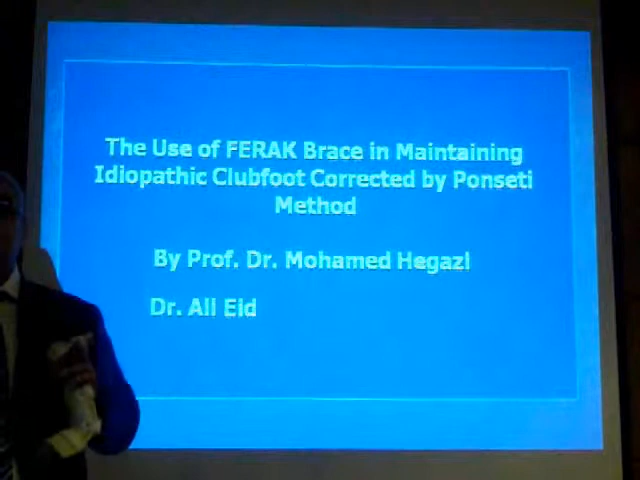 The Use of FERAK Brace in Maintaining
Idiopathic Clubfoot Corrected by Ponseti
Method
By Prof. Dr. Mohamed Hegazi
Dr. Ali Eid